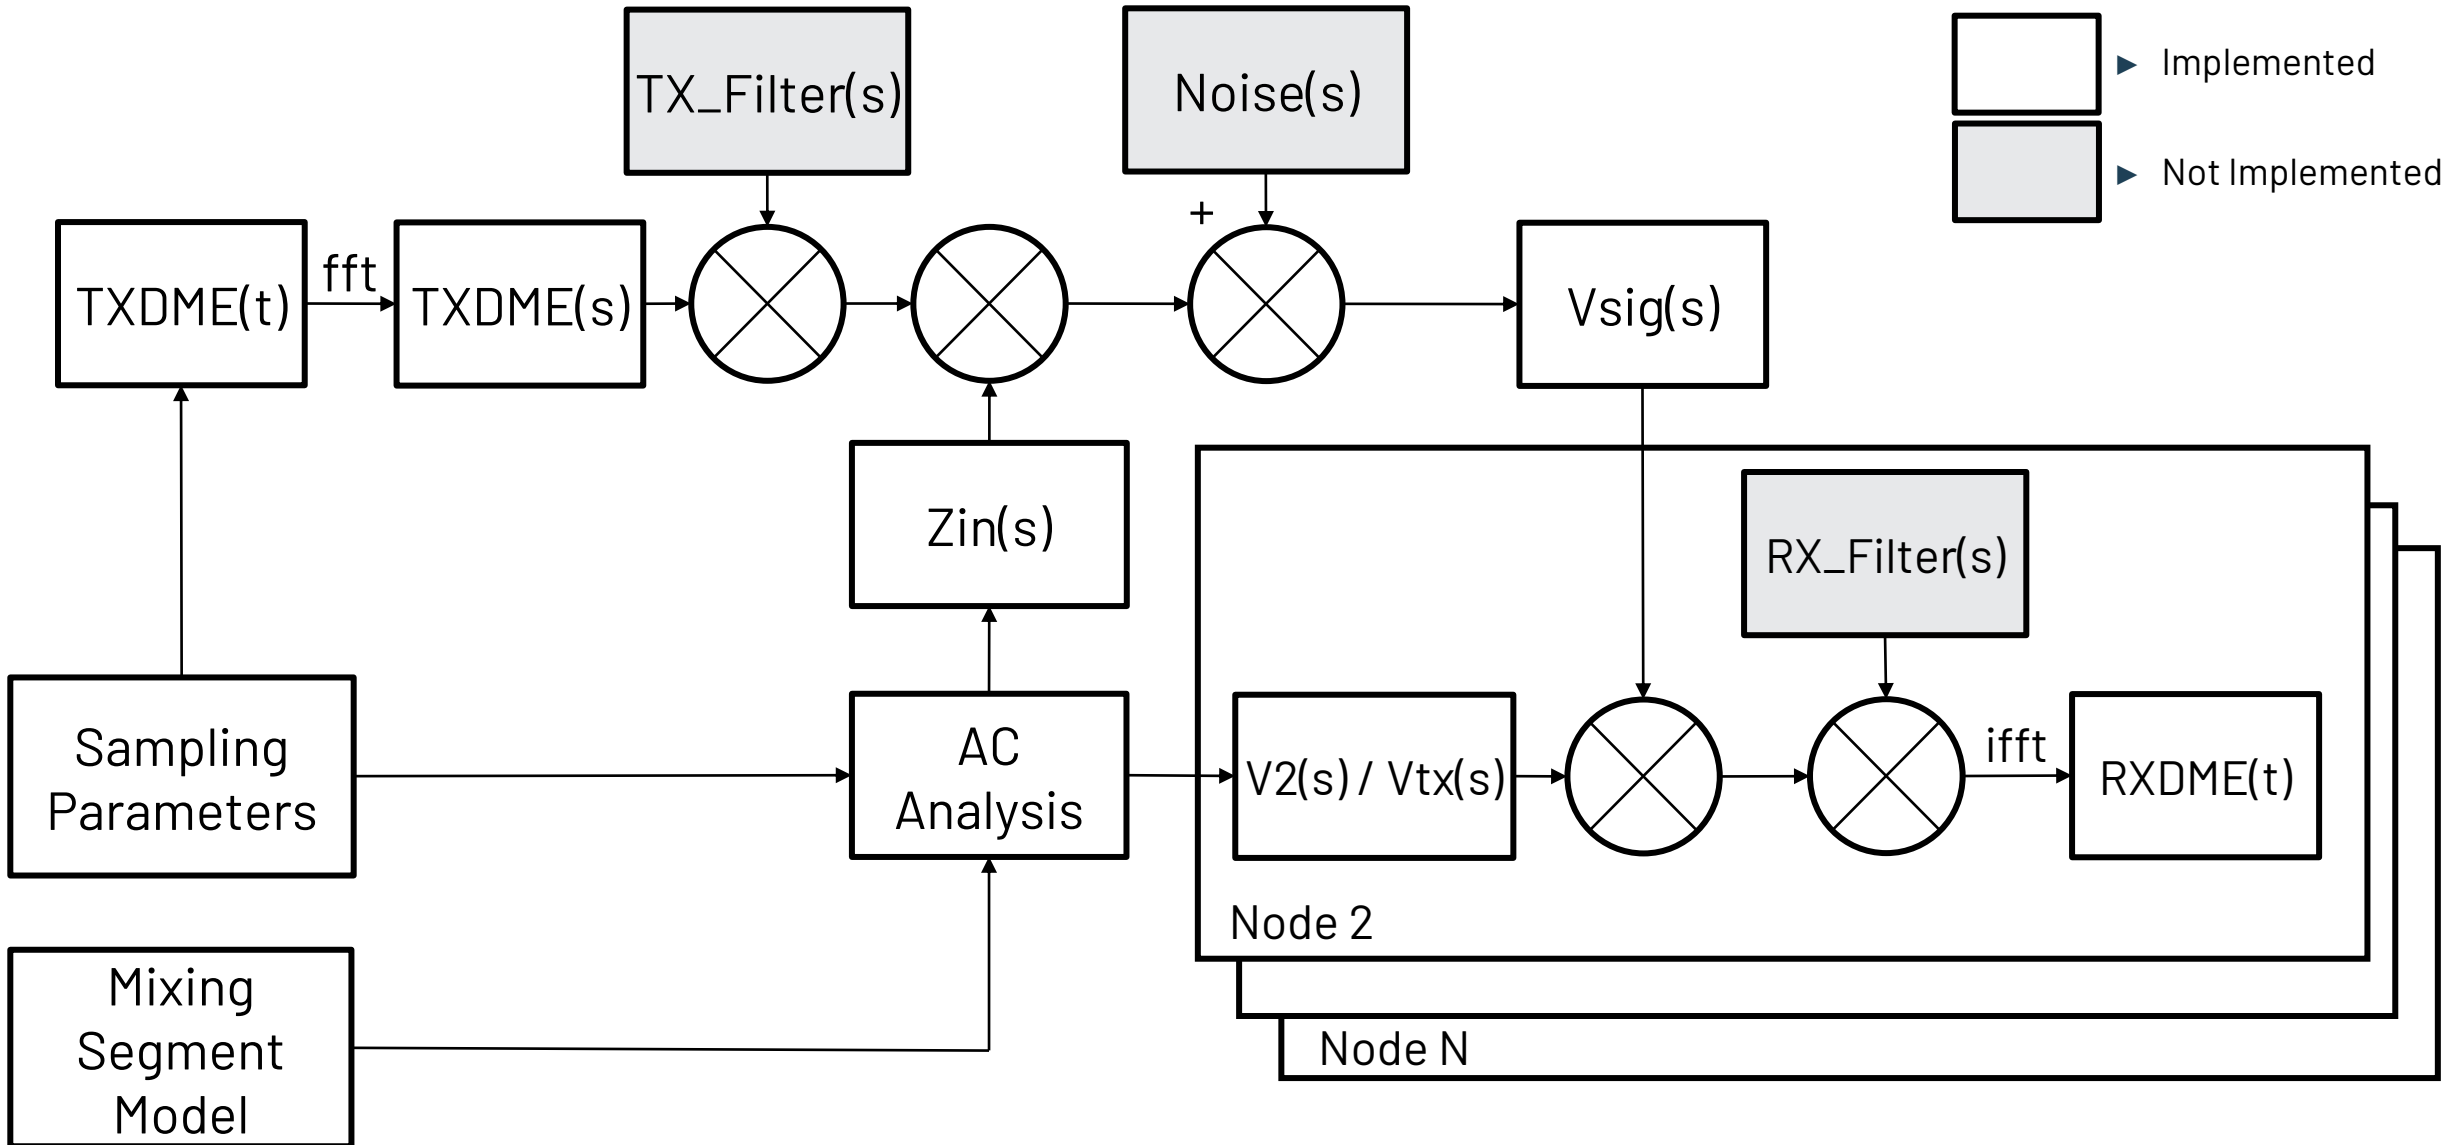 TX_Filter(s)
Noise(s)
Implemented
Not Implemented
+
TXDME(t)
fft
TXDME(s)
Vsig(s)
Zin(s)
RX_Filter(s)
Sampling
Parameters
AC
Analysis
V2(s) / Vtx(s)
ifft
RXDME(t)
Node 2
Mixing
Segment
Model
Node N